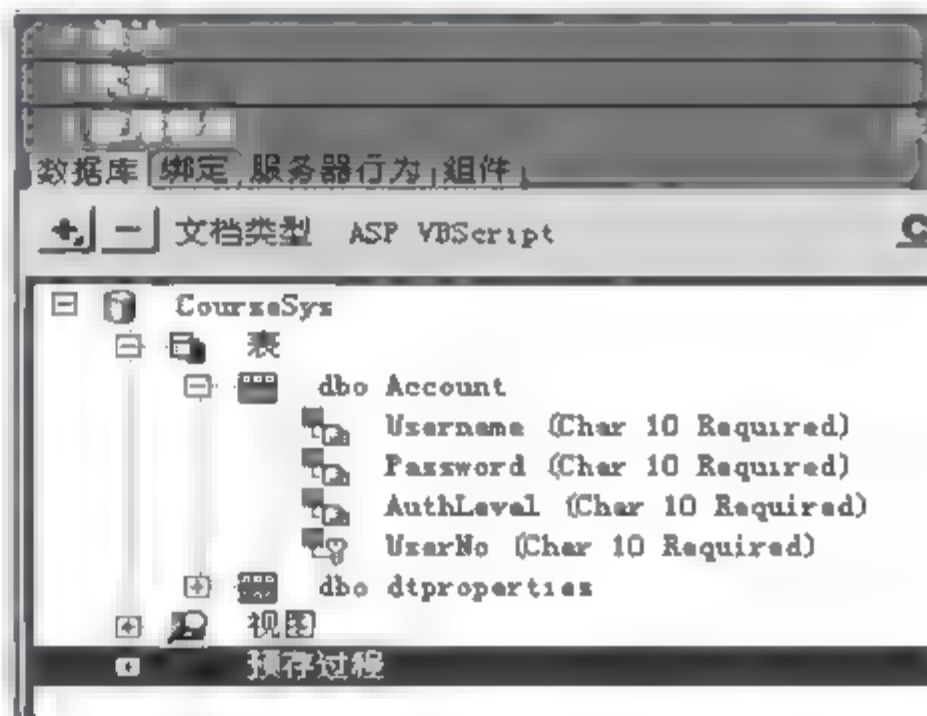 数据库 绑定 服务器行为 组件
文档类型 ASP VBScript
CourseSys
表
dbo Account
Username (Char 10 Required)
Password (Char 10 Required)
AuthLevel (Char 10 Required)
UserNo (Char 10 Required)
dbo dtproperties
视图
预存过程